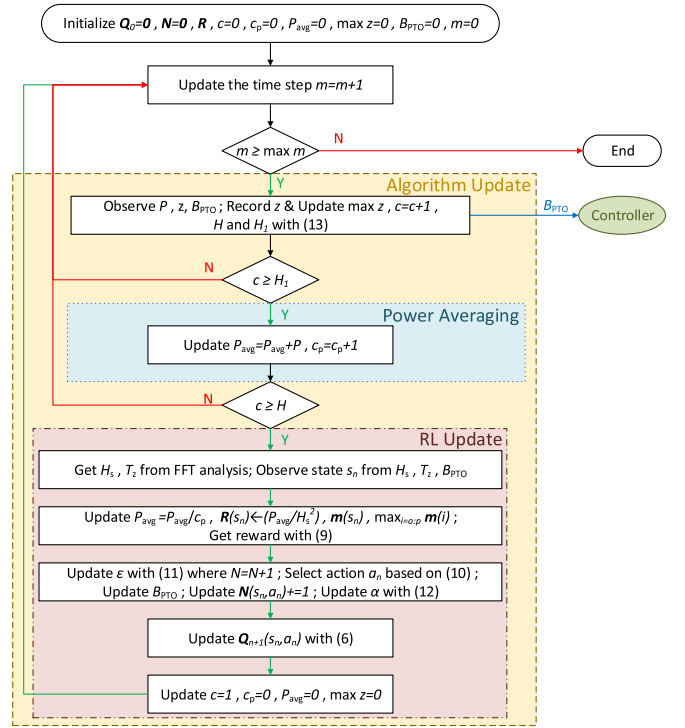 Initialize Q₀=0 , N=0 , R , c=0 , cₚ=0 , Pavg=0 , max z=0 , BPTO=0 , m=0
Update the time step m=m+1
m ≥ max m
N
End
Y
Algorithm Update
Observe P , z, BPTO ; Record z & Update max z , c=c+1 ,
H and H₁ with (13)
BPTO
Controller
N
c ≥ H₁
Y
Power Averaging
Update Pavg=Pavg+P , cₚ=cₚ+1
N
c ≥ H
Y
RL Update
Get Hₛ , Tz from FFT analysis; Observe state sₙ from Hₛ , Tz , BPTO
Update Pavg =Pavg/cₚ , R(sₙ)←(Pavg/Hₛ²) , m(sₙ) , maxi=o:p m(i) ;
Get reward with (9)
Update ε with (11) where N=N+1 ; Select action aₙ based on (10) ;
Update BPTO ; Update N(sₙ,aₙ)+=1 ; Update α with (12)
Update Qₙ₊₁(sₙ,aₙ) with (6)
Update c=1 , cₚ=0 , Pavg=0 , max z=0